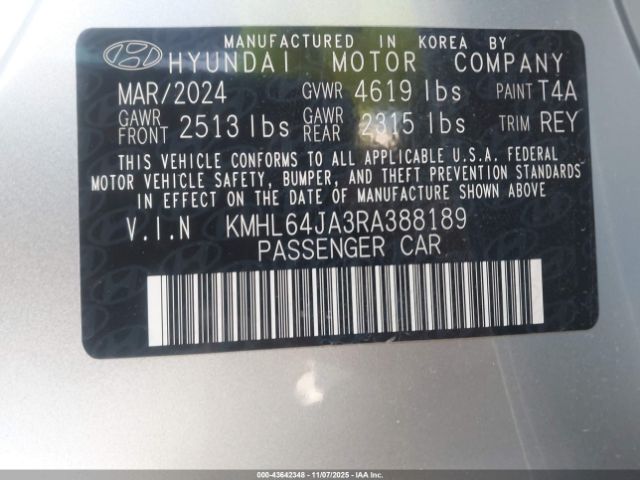 MANUFACTURED IN KOREA BY
HYUNDAI MOTOR COMPANY
MAR/2024 GVWR 4619 lbs PAINT T4A
GAWR FRONT 2513 lbs GAWR REAR 2315 lbs TRIM REY
THIS VEHICLE CONFORMS TO ALL APPLICABLE U.S.A. FEDERAL
MOTOR VEHICLE SAFETY, BUMPER, AND THEFT PREVENTION STANDARDS
IN EFFECT ON THE DATE OF MANUFACTURE SHOWN ABOVE.
V.I.N KMHL64JA3RA388189
PASSENGER CAR
000-43642348 - 11/07/2025 - IAA Inc.